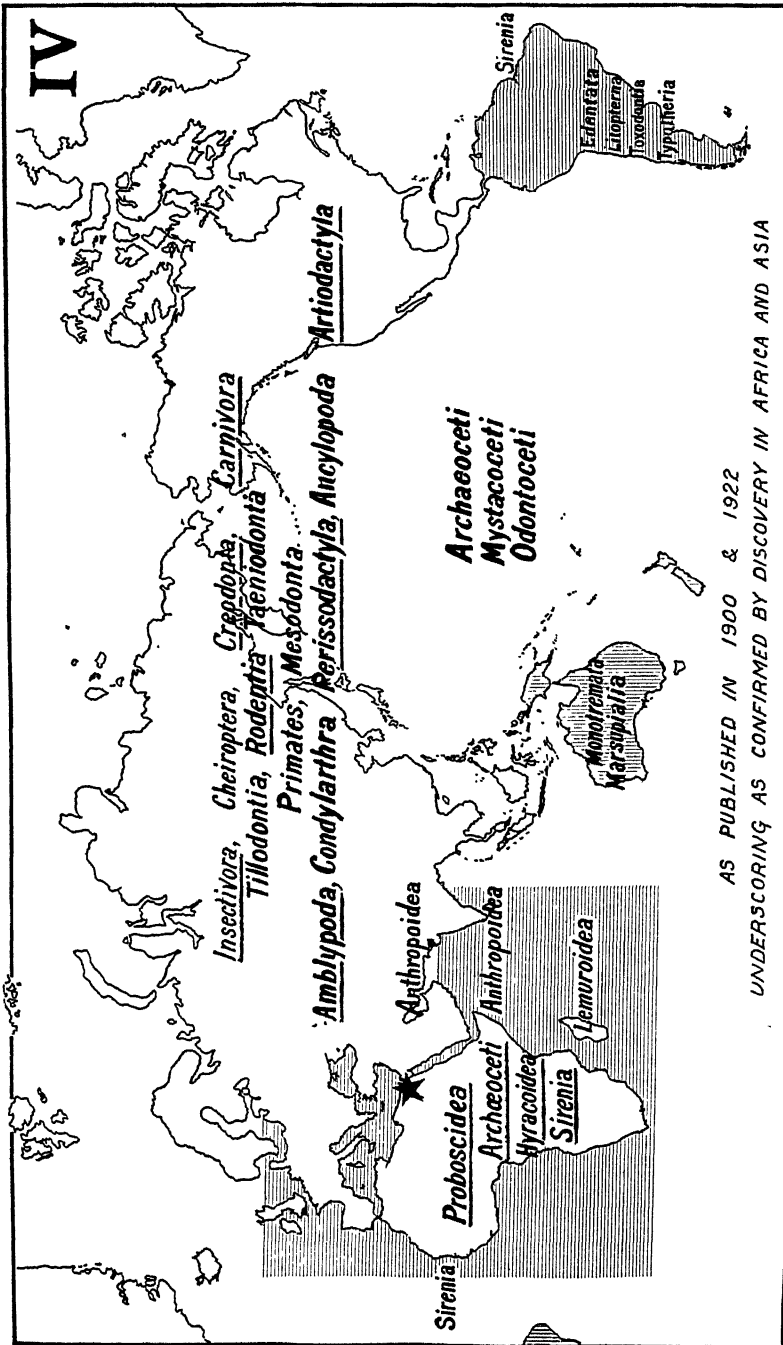 IV
Insectivora, Cheiroptera, Creodonta, Carnivora
Tillodontia, Rodentia Taeniodonta
Primates, Mesodonta
Amblypoda, Condylarthra Perissodactyla, Ancylopoda Artiodactyla
Anthropoidea
Anthropoidea
Proboscidea
Archæoceti
Hyracoidea
Sirenia
Lemuroidea
Sirenia
Archaeoceti
Mystacoceti
Odontoceti
Monotremata
Marsupialia
Sirenia
Edentata
Litopterna
Toxodontia
Typotheria
AS PUBLISHED IN 1900 & 1922
UNDERSCORING AS CONFIRMED BY DISCOVERY IN AFRICA AND ASIA